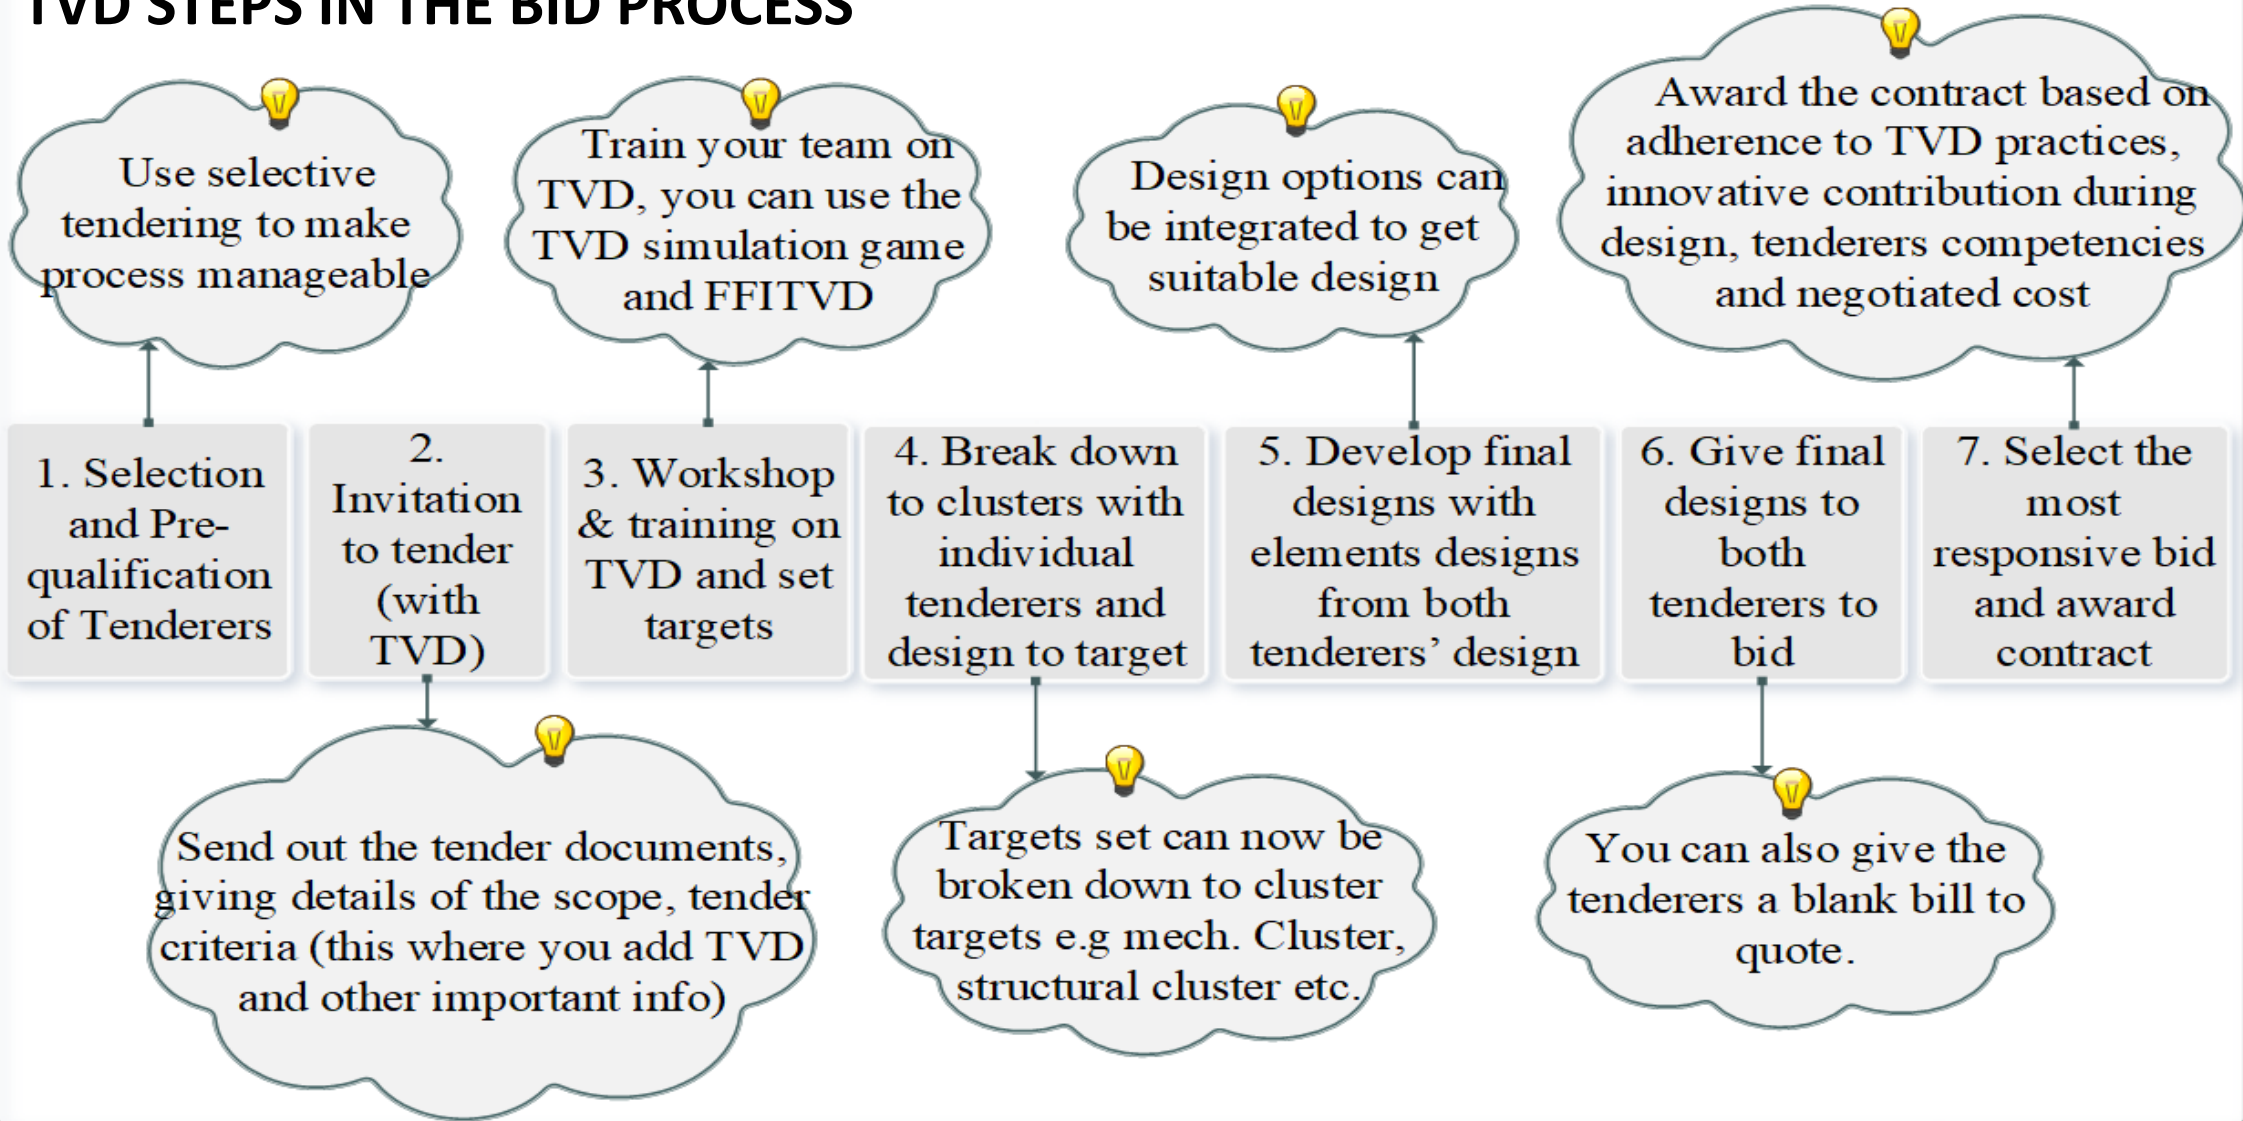 TVD STEPS IN THE BID PROCESS
Use selective
tendering to make
process manageable
Train your team on
TVD, you can use the
TVD simulation game
and FFITVD
Design options can
be integrated to get
suitable design
Award the contract based on
adherence to TVD practices,
innovative contribution during
design, tenderers competencies
and negotiated cost
1. Selection
and Pre-
qualification
of Tenderers
2.
Invitation
to tender
(with
TVD)
3. Workshop
& training on
TVD and set
targets
4. Break down
to clusters with
individual
tenderers and
design to target
5. Develop final
designs with
elements designs
from both
tenderers’ design
6. Give final
designs to
both
tenderers to
bid
7. Select the
most
responsive bid
and award
contract
Send out the tender documents,
giving details of the scope, tender
criteria (this where you add TVD
and other important info)
Targets set can now be
broken down to cluster
targets e.g mech. Cluster,
structural cluster etc.
You can also give the
tenderers a blank bill to
quote.